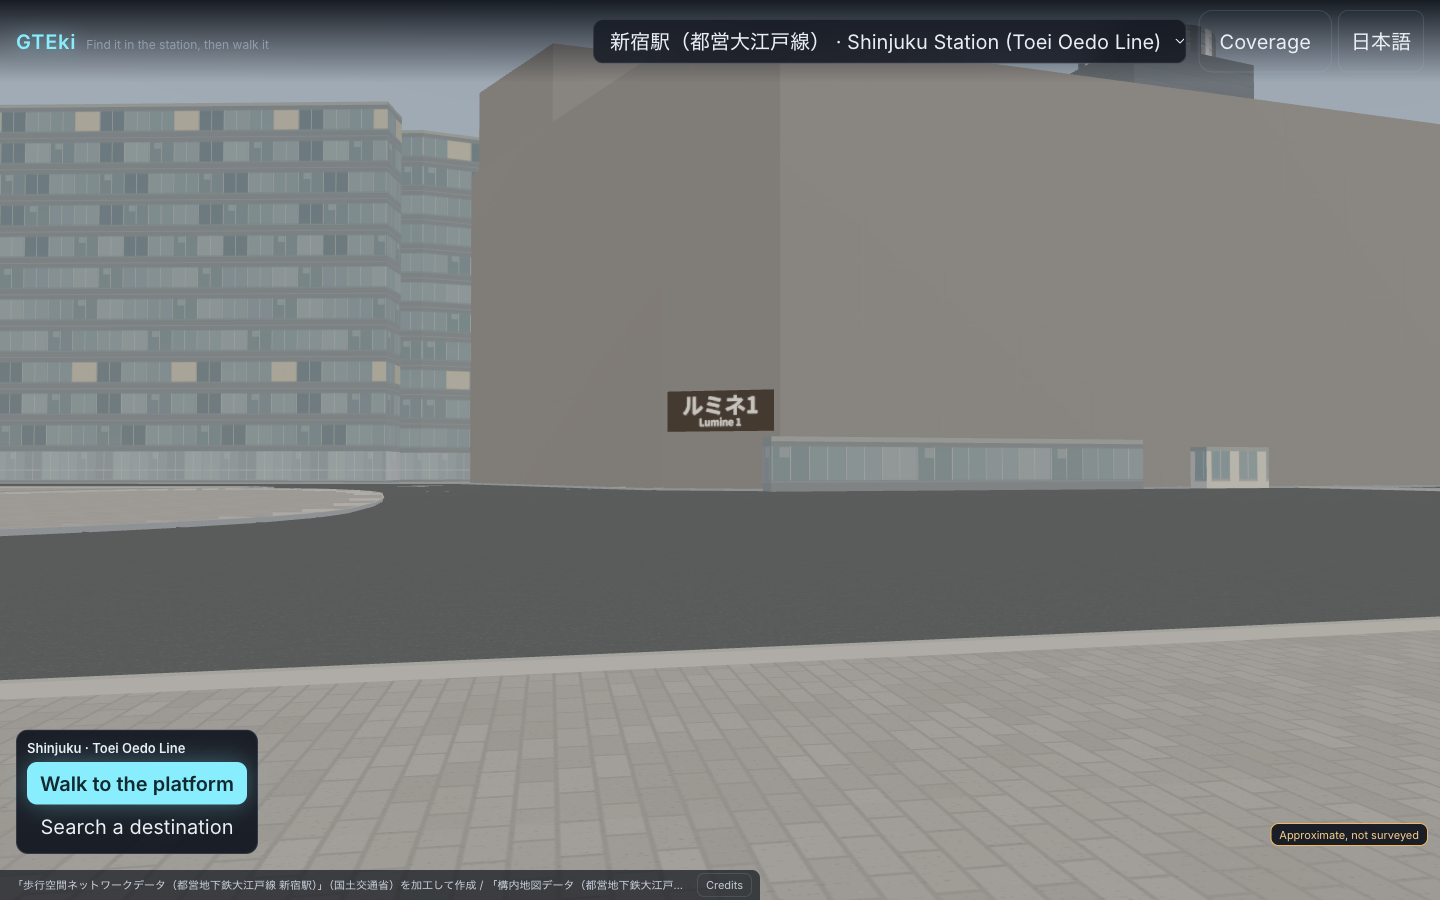 GTEki Find it in the station, then walk it
新宿駅（都営大江戸線） · Shinjuku Station (Toei Oedo Line)
Coverage
日本語
ルミネ1
Lumine 1
Shinjuku · Toei Oedo Line
Walk to the platform
Search a destination
Approximate, not surveyed
「歩行空間ネットワークデータ（都営地下鉄大江戸線 新宿駅）」（国土交通省）を加工して作成 / 「構内地図データ（都営地下鉄大江戸...
Credits